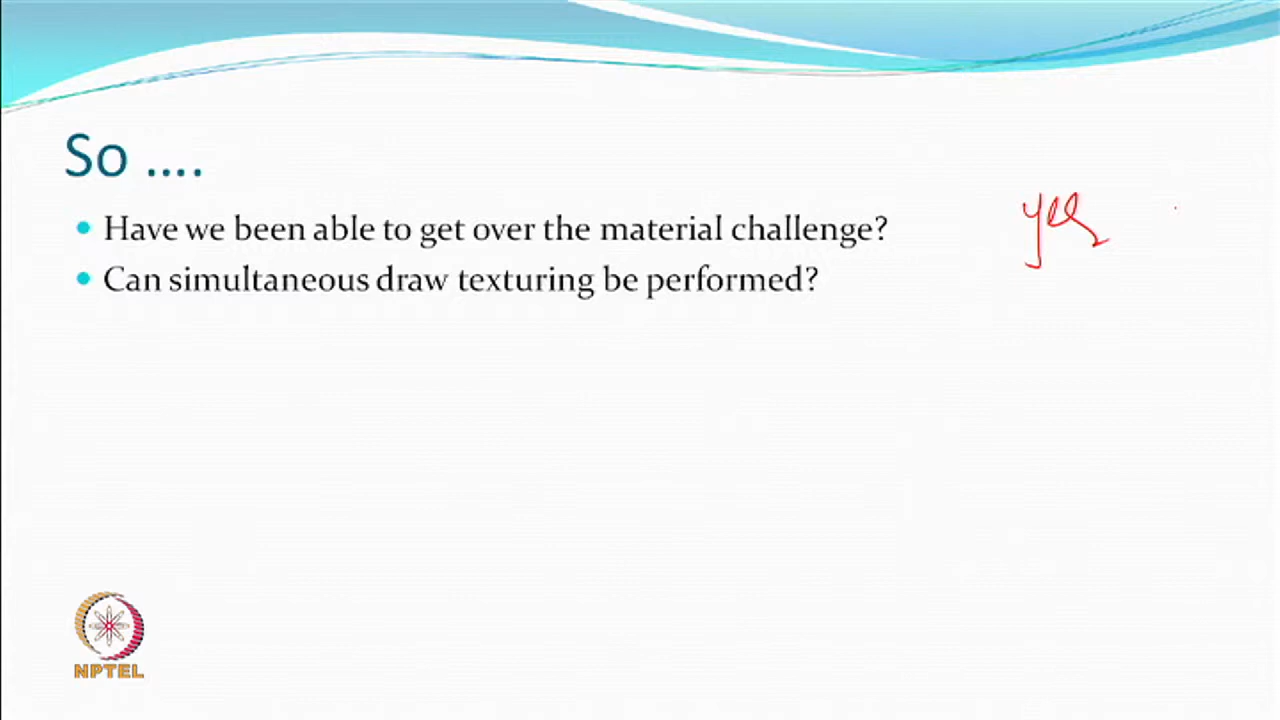 So ....
Have we been able to get over the material challenge?
yes
Can simultaneous draw texturing be performed?
NPTEL